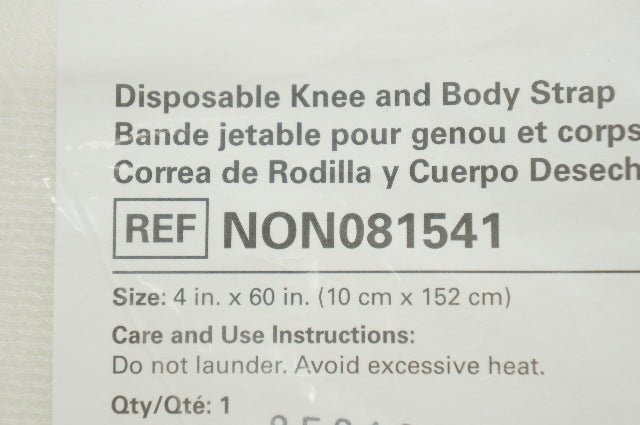 Disposable Knee and Body Strap
Bande jetable pour genou et corps
Correa de Rodilla y Cuerpo Desech
REF NON081541
Size: 4 in. x 60 in. (10 cm x 152 cm)
Care and Use Instructions:
Do not launder. Avoid excessive heat.
Qty/Qté: 1